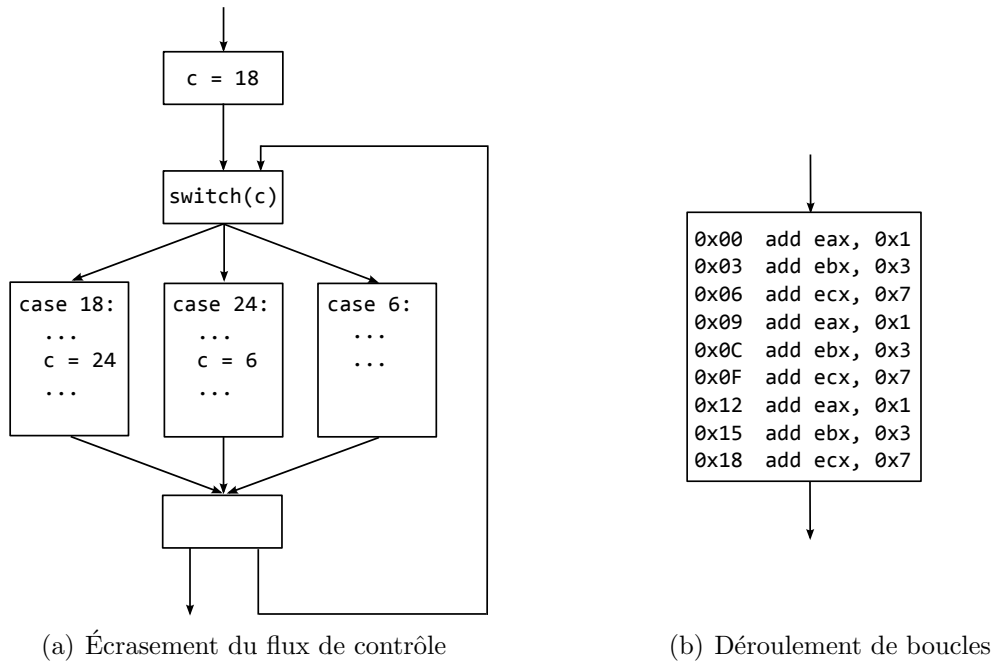 c = 18
switch(c)
case 18:
...
c = 24
...
case 24:
...
c = 6
...
case 6:
...
...
(a) Écrasement du flux de contrôle
0x00 add eax, 0x1
0x03 add ebx, 0x3
0x06 add ecx, 0x7
0x09 add eax, 0x1
0x0C add ebx, 0x3
0x0F add ecx, 0x7
0x12 add eax, 0x1
0x15 add ebx, 0x3
0x18 add ecx, 0x7
(b) Déroulement de boucles